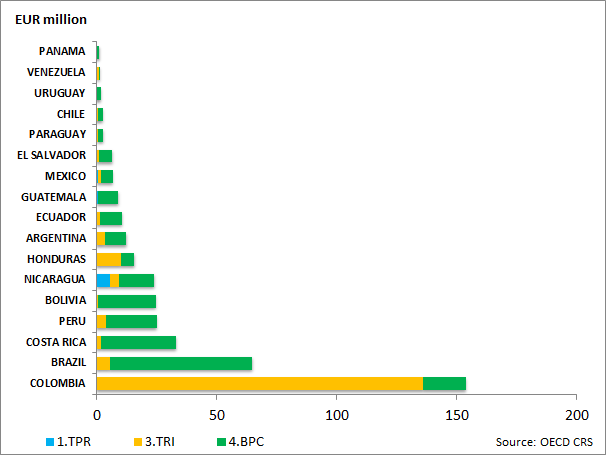 EUR million
PANAMA
VENEZUELA
URUGUAY
CHILE
PARAGUAY
EL SALVADOR
MEXICO
GUATEMALA
ECUADOR
ARGENTINA
HONDURAS
NICARAGUA
BOLIVIA
PERU
COSTA RICA
BRAZIL
COLOMBIA
0 50 100 150 200
1.TPR 3.TRI 4.BPC Source: OECD CRS